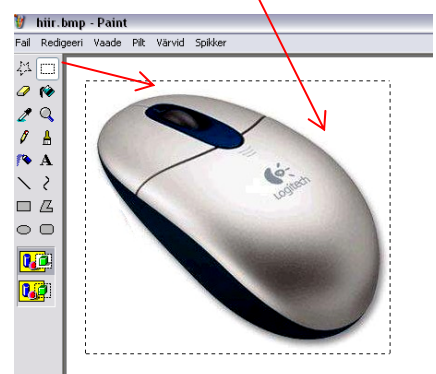 hiir.bmp - Paint
Fail Redigeeri Vaade Pilt Värvid Spikker
A
Logitech